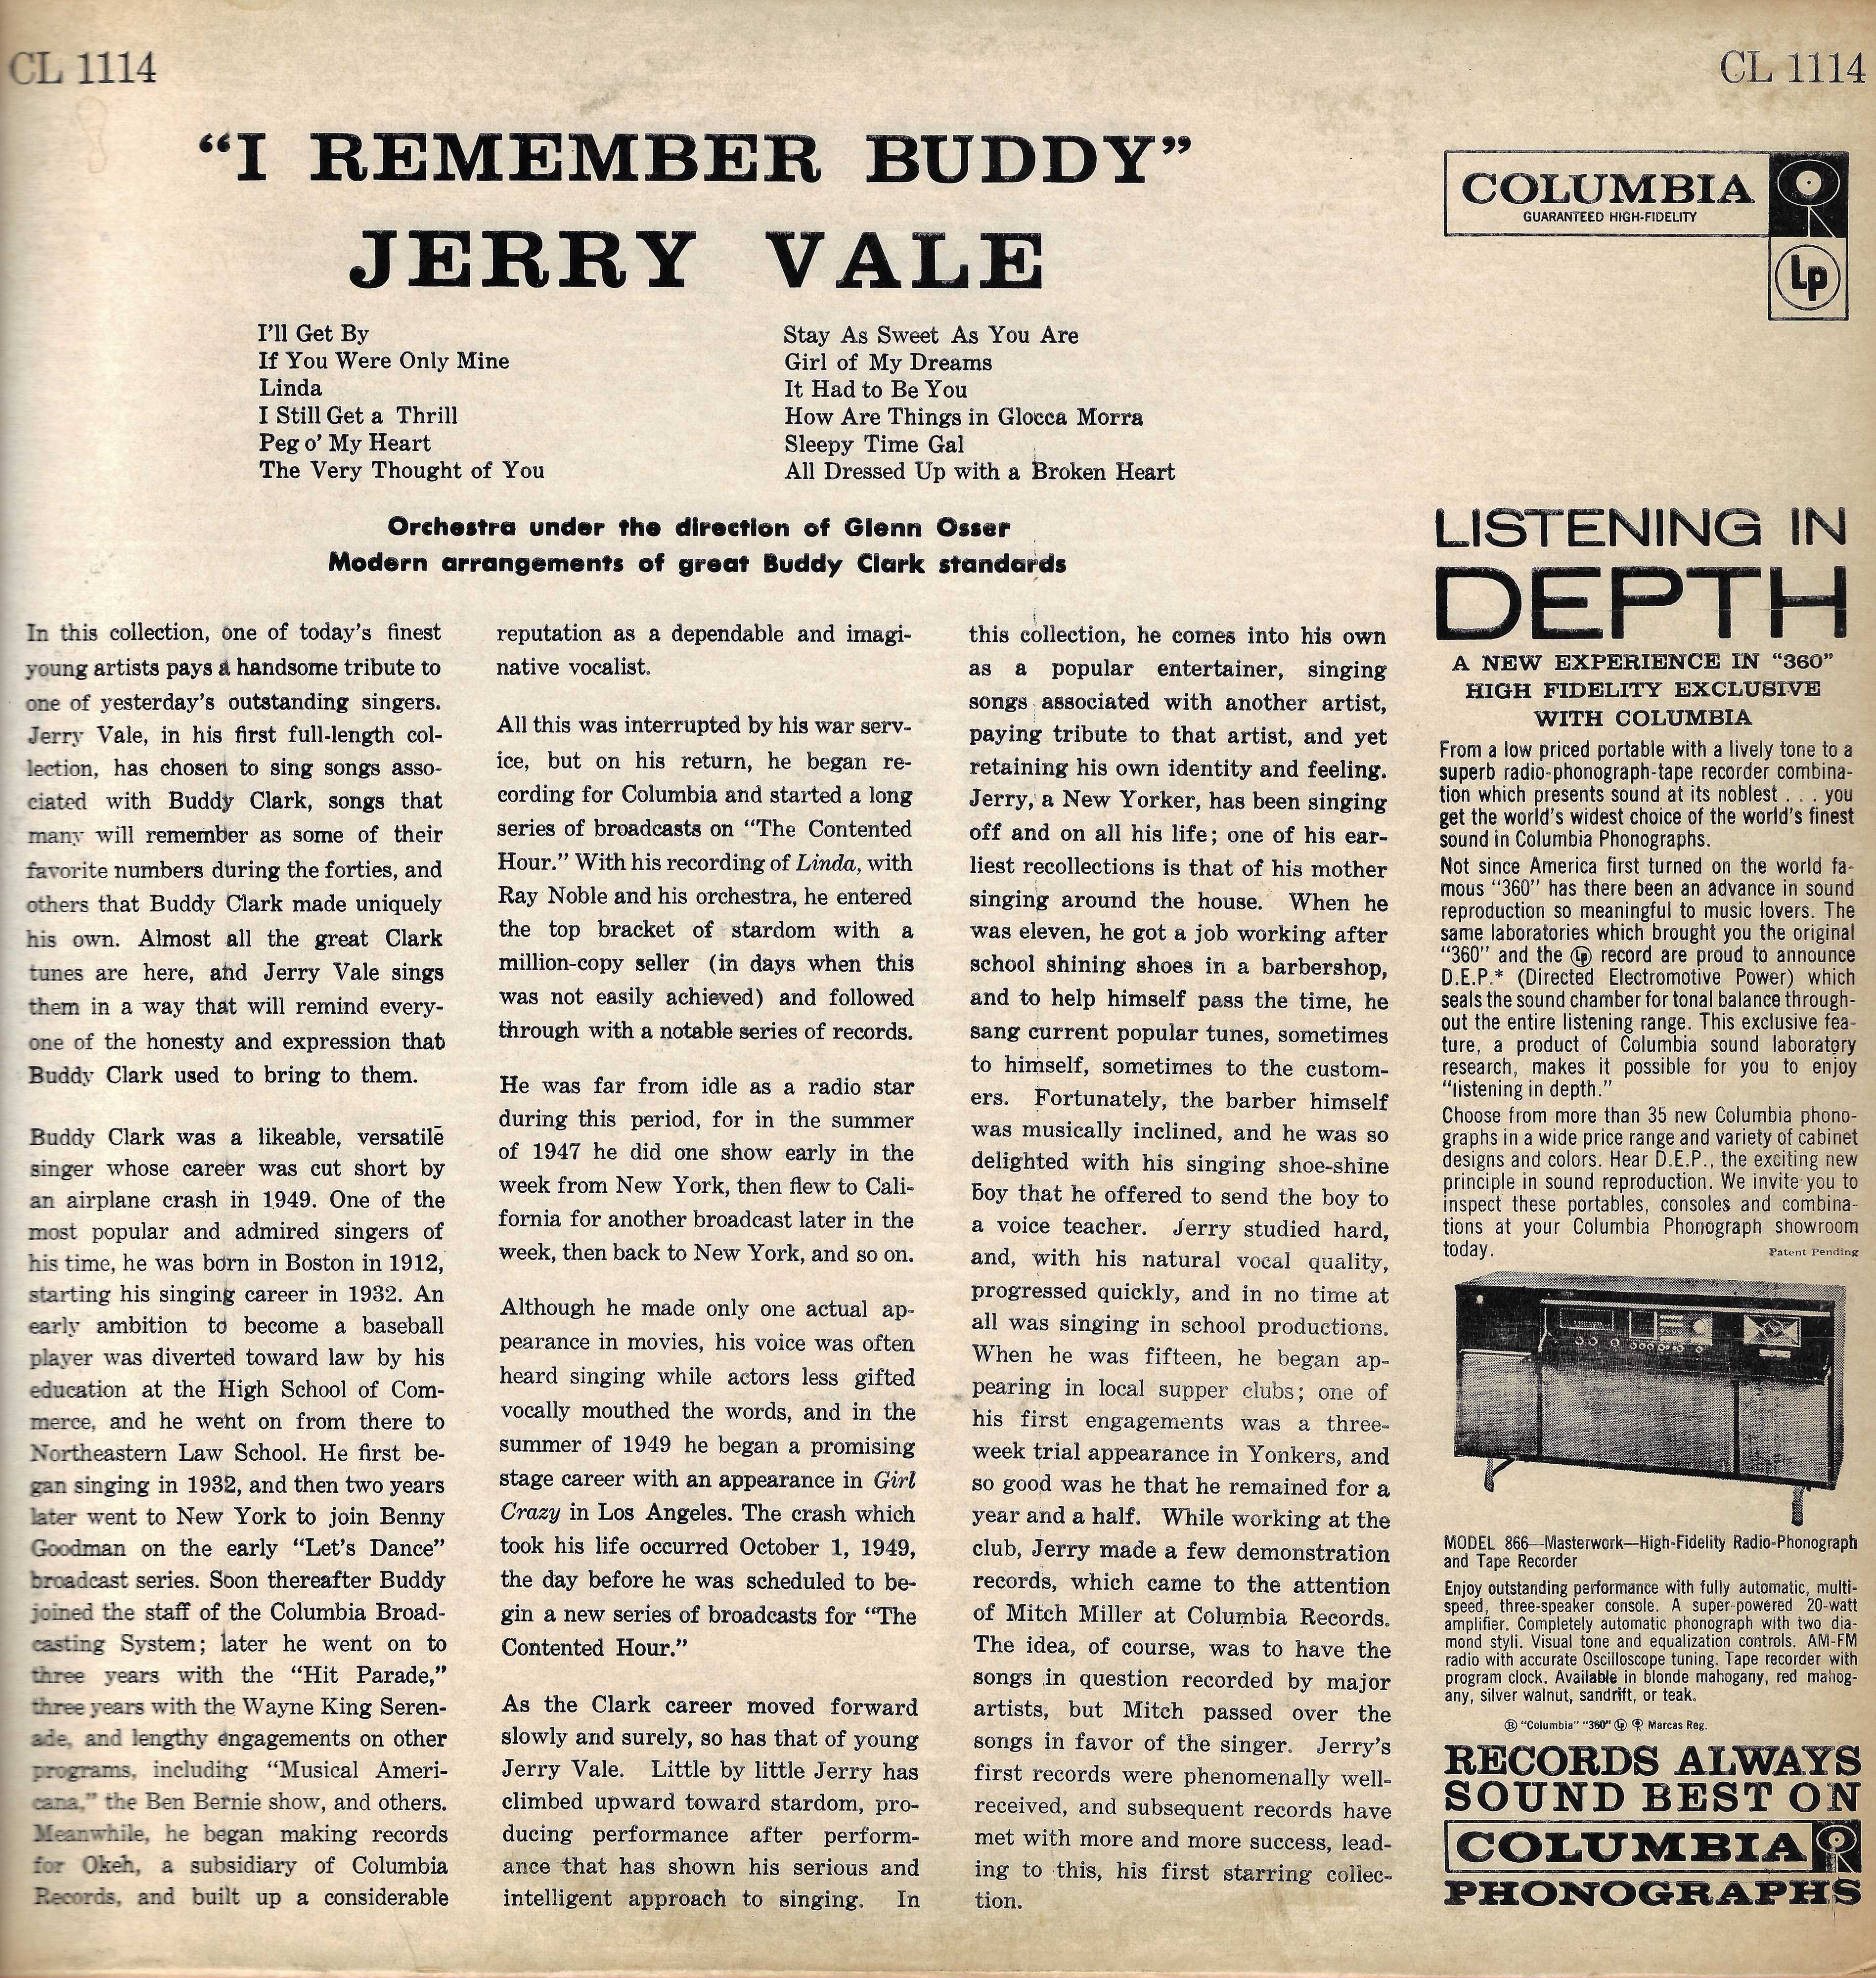 CL 1114
CL 1114
“I REMEMBER BUDDY”
JERRY VALE
COLUMBIA
GUARANTEED HIGH-FIDELITY
Lp
I’ll Get By
If You Were Only Mine
Linda
I Still Get a Thrill
Peg o’ My Heart
The Very Thought of You
Stay As Sweet As You Are
Girl of My Dreams
It Had to Be You
How Are Things in Glocca Morra
Sleepy Time Gal
All Dressed Up with a Broken Heart
Orchestra under the direction of Glenn Osser
Modern arrangements of great Buddy Clark standards
In this collection, one of today’s finest
young artists pays a handsome tribute to
one of yesterday’s outstanding singers.
Jerry Vale, in his first full-length col-
lection, has chosen to sing songs asso-
ciated with Buddy Clark, songs that
many will remember as some of their
favorite numbers during the forties, and
others that Buddy Clark made uniquely
his own. Almost all the great Clark
tunes are here, and Jerry Vale sings
them in a way that will remind every-
one of the honesty and expression that
Buddy Clark used to bring to them.
Buddy Clark was a likeable, versatile
singer whose career was cut short by
an airplane crash in 1949. One of the
most popular and admired singers of
his time, he was born in Boston in 1912,
starting his singing career in 1932. An
early ambition to become a baseball
player was diverted toward law by his
education at the High School of Com-
merce, and he went on from there to
Northeastern Law School. He first be-
gan singing in 1932, and then two years
later went to New York to join Benny
Goodman on the early “Let’s Dance”
broadcast series. Soon thereafter Buddy
joined the staff of the Columbia Broad-
casting System; later he went on to
three years with the “Hit Parade,”
three years with the Wayne King Seren-
ade, and lengthy engagements on other
programs, including “Musical Ameri-
cana,” the Ben Bernie show, and others.
Meanwhile, he began making records
for Okeh, a subsidiary of Columbia
Records, and built up a considerable
reputation as a dependable and imagi-
native vocalist.
All this was interrupted by his war serv-
ice, but on his return, he began re-
cording for Columbia and started a long
series of broadcasts on “The Contented
Hour.” With his recording of Linda, with
Ray Noble and his orchestra, he entered
the top bracket of stardom with a
million-copy seller (in days when this
was not easily achieved) and followed
through with a notable series of records.
He was far from idle as a radio star
during this period, for in the summer
of 1947 he did one show early in the
week from New York, then flew to Cali-
fornia for another broadcast later in the
week, then back to New York, and so on.
Although he made only one actual ap-
pearance in movies, his voice was often
heard singing while actors less gifted
vocally mouthed the words, and in the
summer of 1949 he began a promising
stage career with an appearance in Girl
Crazy in Los Angeles. The crash which
took his life occurred October 1, 1949,
the day before he was scheduled to be-
gin a new series of broadcasts for “The
Contented Hour.”
As the Clark career moved forward
slowly and surely, so has that of young
Jerry Vale. Little by little Jerry has
climbed upward toward stardom, pro-
ducing performance after perform-
ance that has shown his serious and
intelligent approach to singing. In
this collection, he comes into his own
as a popular entertainer, singing
songs associated with another artist,
paying tribute to that artist, and yet
retaining his own identity and feeling.
Jerry, a New Yorker, has been singing
off and on all his life; one of his ear-
liest recollections is that of his mother
singing around the house. When he
was eleven, he got a job working after
school shining shoes in a barbershop,
and to help himself pass the time, he
sang current popular tunes, sometimes
to himself, sometimes to the custom-
ers. Fortunately, the barber himself
was musically inclined, and he was so
delighted with his singing shoe-shine
boy that he offered to send the boy to
a voice teacher. Jerry studied hard,
and, with his natural vocal quality,
progressed quickly, and in no time at
all was singing in school productions.
When he was fifteen, he began ap-
pearing in local supper clubs; one of
his first engagements was a three-
week trial appearance in Yonkers, and
so good was he that he remained for a
year and a half. While working at the
club, Jerry made a few demonstration
records, which came to the attention
of Mitch Miller at Columbia Records.
The idea, of course, was to have the
songs in question recorded by major
artists, but Mitch passed over the
songs in favor of the singer. Jerry’s
first records were phenomenally well-
received, and subsequent records have
met with more and more success, lead-
ing to this, his first starring collec-
tion.
LISTENING IN
DEPTH
A NEW EXPERIENCE IN “360”
HIGH FIDELITY EXCLUSIVE
WITH COLUMBIA
From a low priced portable with a lively tone to a
superb radio-phonograph-tape recorder combina-
tion which presents sound at its noblest . . . you
get the world’s widest choice of the world’s finest
sound in Columbia Phonographs.
Not since America first turned on the world fa-
mous “360” has there been an advance in sound
reproduction so meaningful to music lovers. The
same laboratories which brought you the original
“360” and the Lp record are proud to announce
D.E.P.* (Directed Electromotive Power) which
seals the sound chamber for tonal balance through-
out the entire listening range. This exclusive fea-
ture, a product of Columbia sound laboratory
research, makes it possible for you to enjoy
“listening in depth.”
Choose from more than 35 new Columbia phono-
graphs in a wide price range and variety of cabinet
designs and colors. Hear D.E.P., the exciting new
principle in sound reproduction. We invite you to
inspect these portables, consoles and combina-
tions at your Columbia Phonograph showroom
today. Patent Pending
MODEL 866—Masterwork—High-Fidelity Radio-Phonograph
and Tape Recorder
Enjoy outstanding performance with fully automatic, multi-
speed, three-speaker console. A super-powered 20-watt
amplifier. Completely automatic phonograph with two dia-
mond styli. Visual tone and equalization controls. AM-FM
radio with accurate Oscilloscope tuning. Tape recorder with
program clock. Available in blonde mahogany, red mahog-
any, silver walnut, sandrift, or teak.
® “Columbia” “360” Lp Marcas Reg.
RECORDS ALWAYS
SOUND BEST ON
COLUMBIA
PHONOGRAPHS